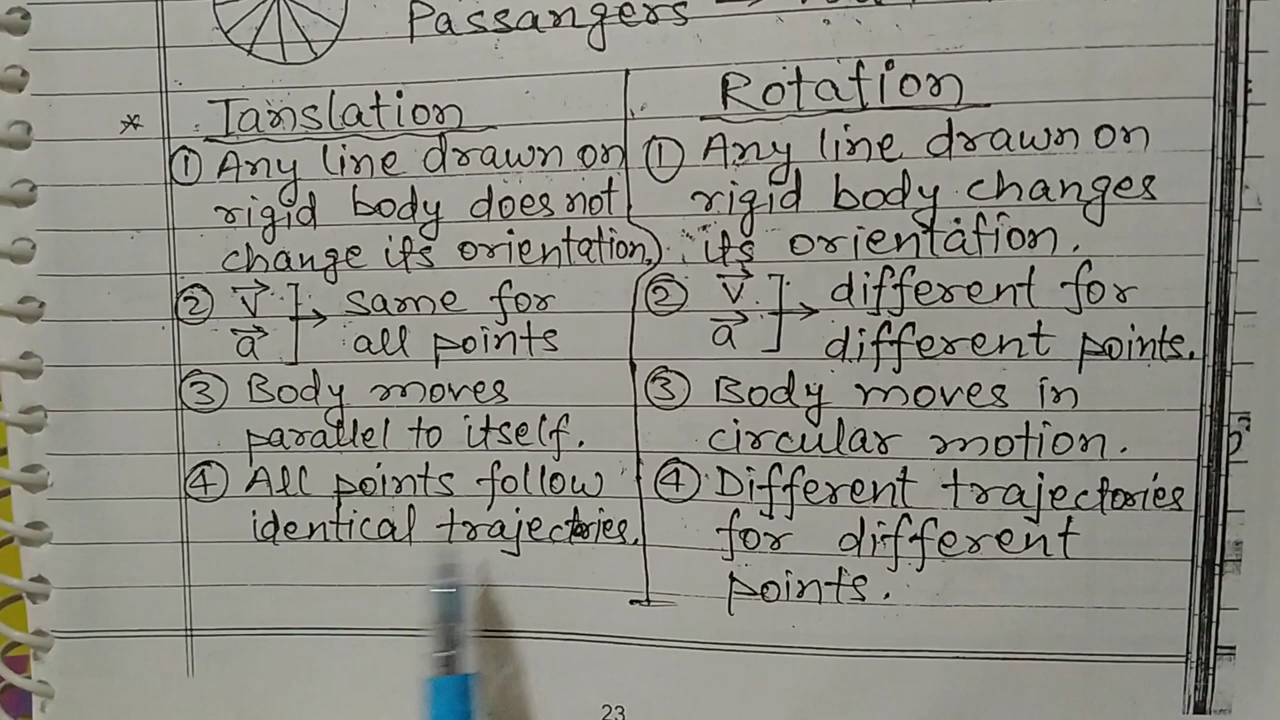 Passangers
* Tanslation
① Any line drawn on
rigid body does not
change its orientation.
② v⃗ ] → same for
a⃗ all points
③ Body moves
parallel to itself.
④ All points follow
identical trajectories.
Rotation
① Any line drawn on
rigid body changes
its orientation.
② v⃗ ] → different for
a⃗ different points.
③ Body moves in
circular motion.
④ Different trajectories
for different
points.
23